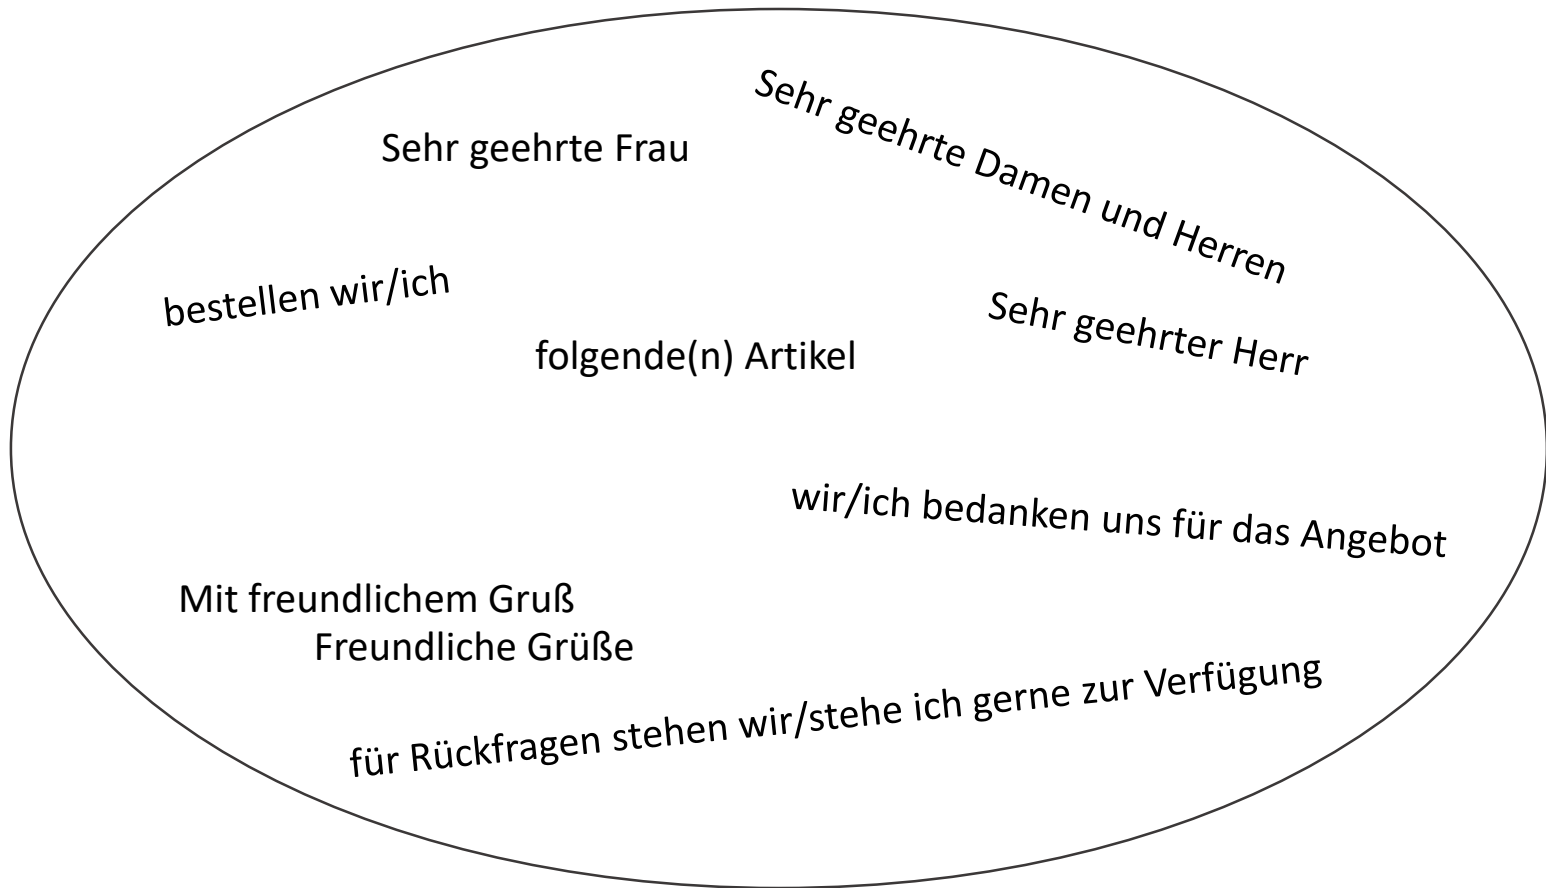 Sehr geehrte Damen und Herren
Sehr geehrte Frau
bestellen wir/ich
Sehr geehrter Herr
folgende(n) Artikel
wir/ich bedanken uns für das Angebot
Mit freundlichem Gruß
Freundliche Grüße
für Rückfragen stehen wir/stehe ich gerne zur Verfügung